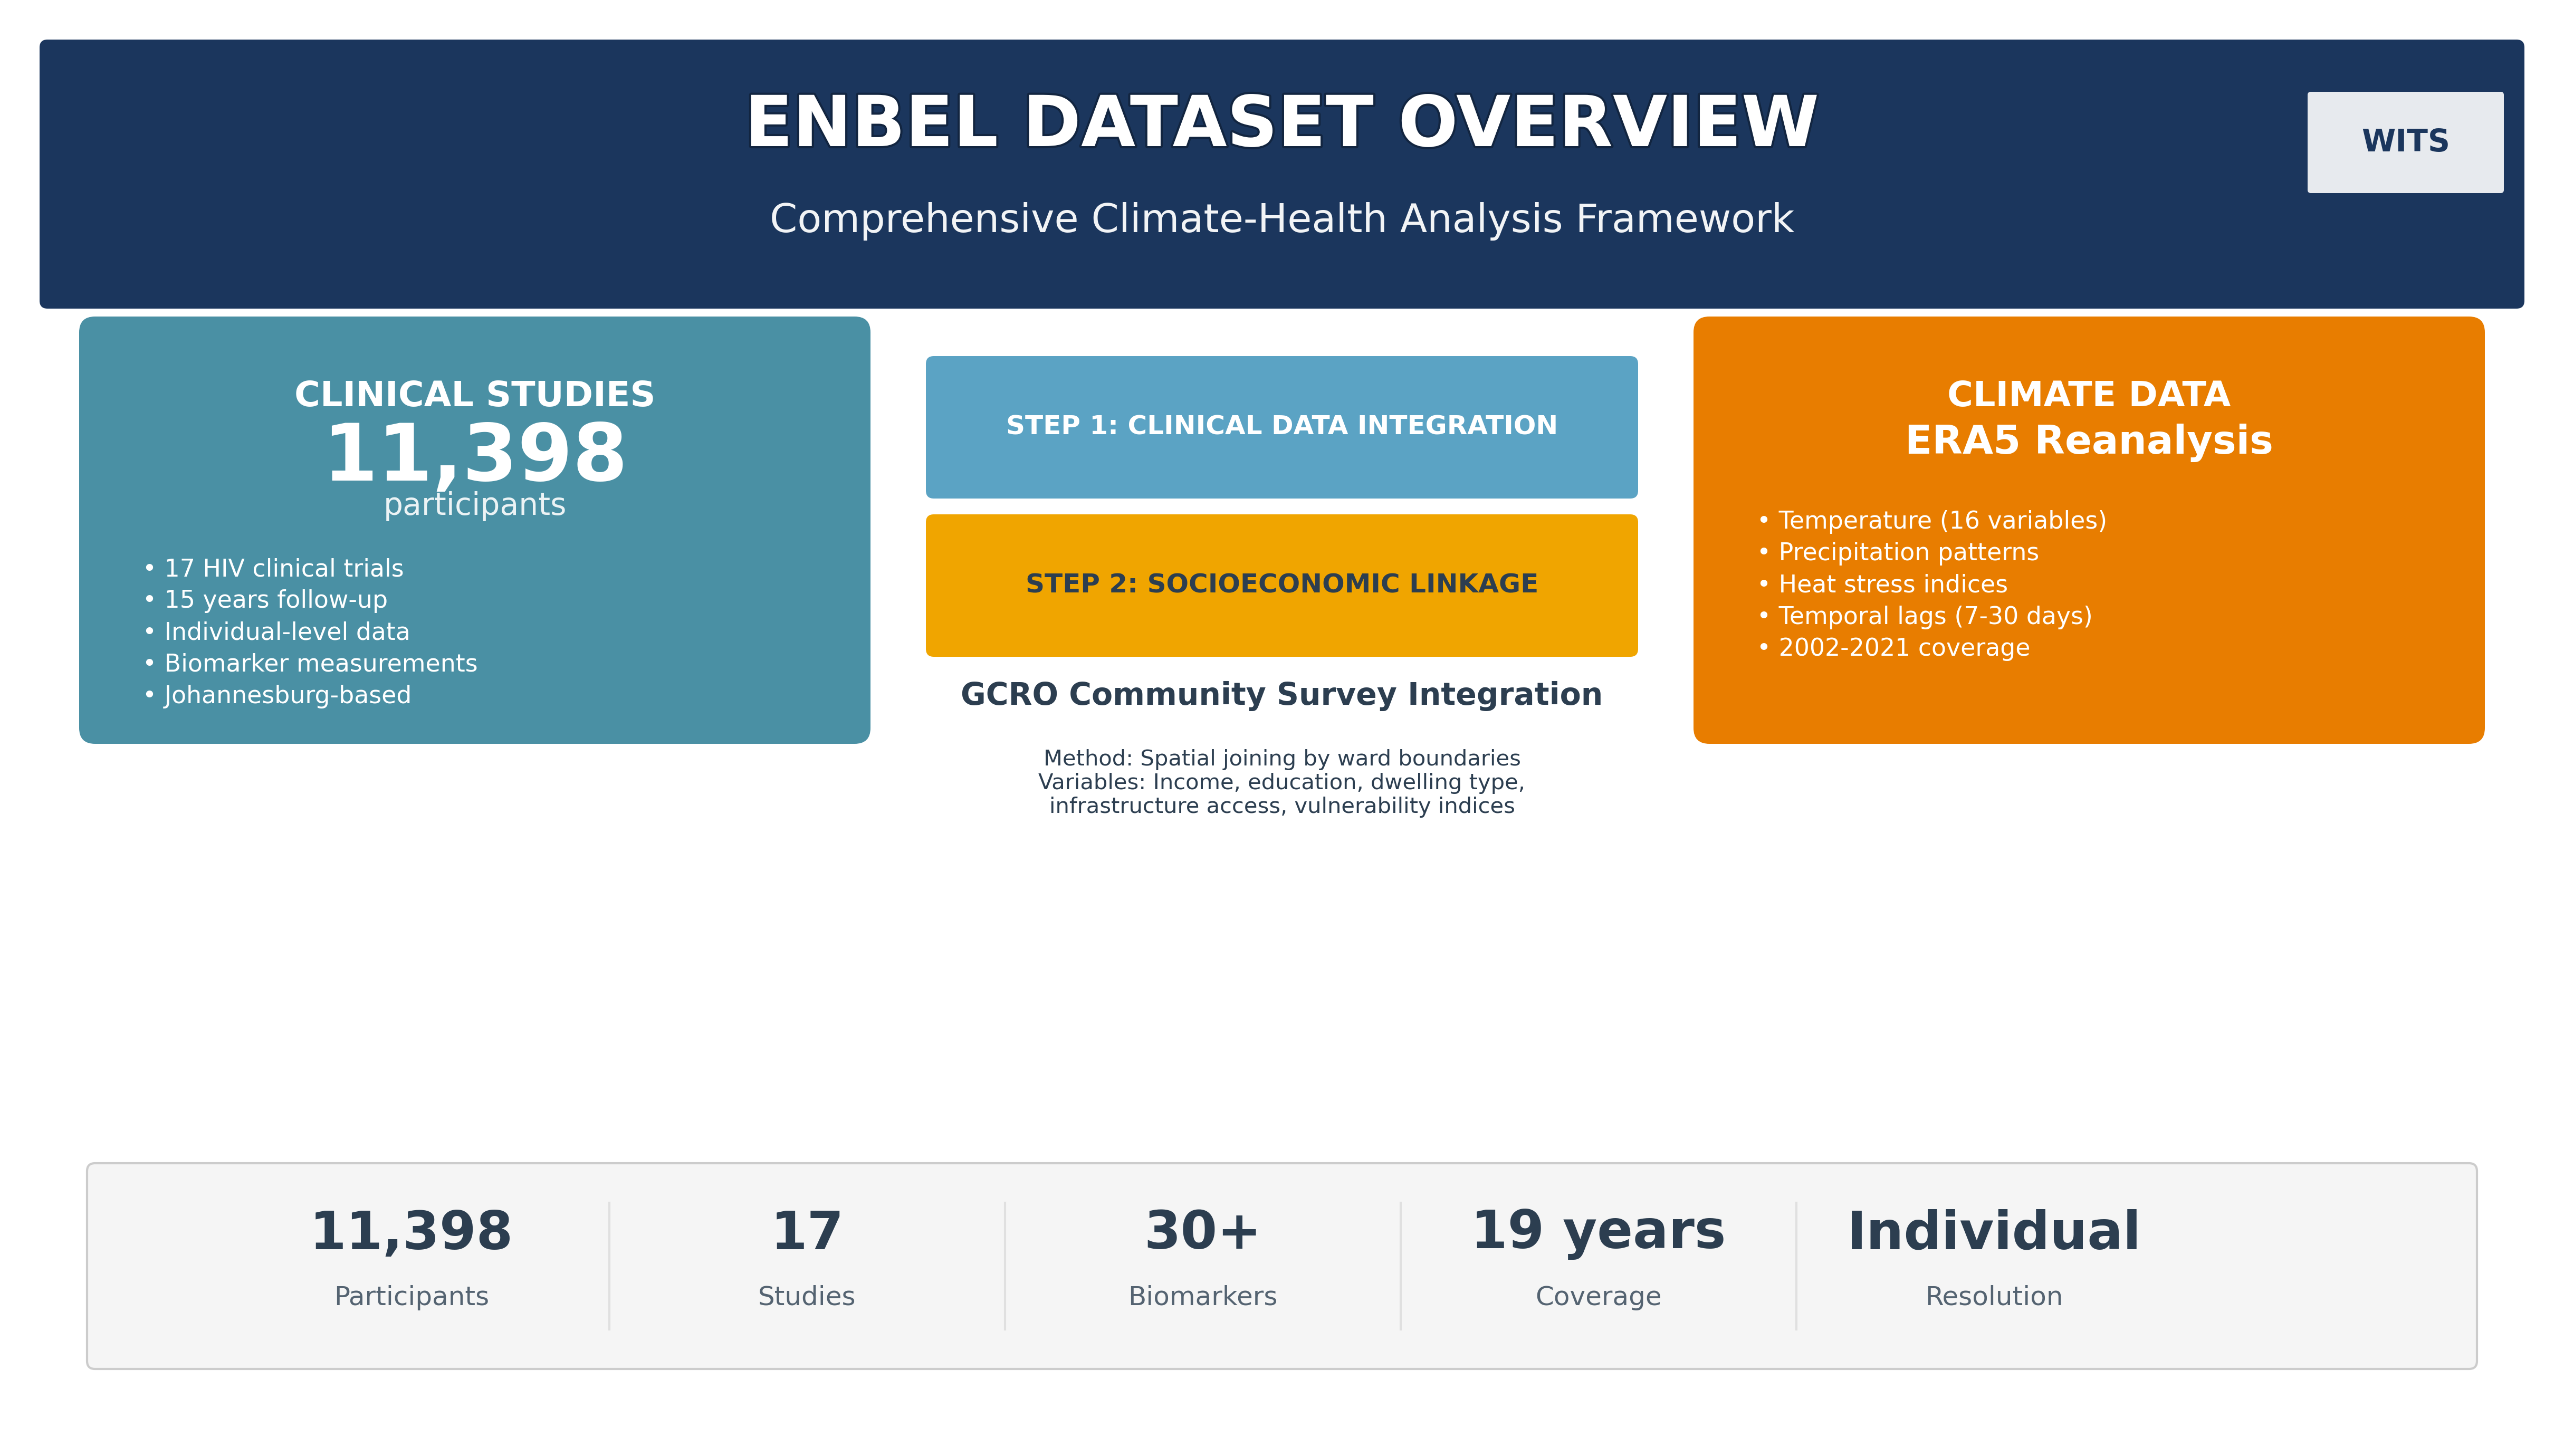 ENBEL DATASET OVERVIEW
Comprehensive Climate-Health Analysis Framework
WITS
CLINICAL STUDIES
11,398
participants
• 17 HIV clinical trials
• 15 years follow-up
• Individual-level data
• Biomarker measurements
• Johannesburg-based
STEP 1: CLINICAL DATA INTEGRATION
STEP 2: SOCIOECONOMIC LINKAGE
GCRO Community Survey Integration
Method: Spatial joining by ward boundaries
Variables: Income, education, dwelling type,
infrastructure access, vulnerability indices
CLIMATE DATA
ERA5 Reanalysis
• Temperature (16 variables)
• Precipitation patterns
• Heat stress indices
• Temporal lags (7-30 days)
• 2002-2021 coverage
11,398
Participants
17
Studies
30+
Biomarkers
19 years
Coverage
Individual
Resolution